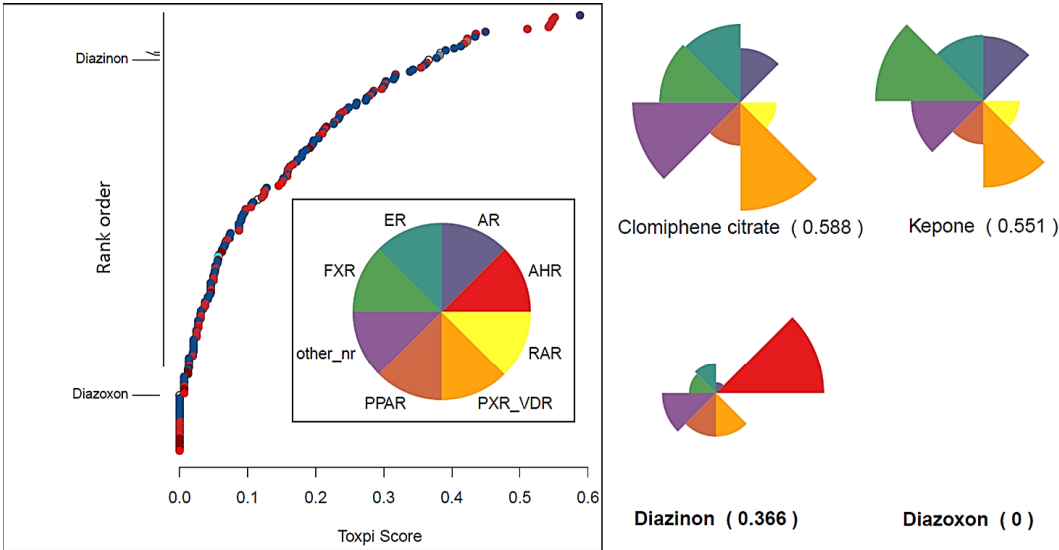 Diazinon
Diazoxon
Rank order
ER
AR
FXR
AHR
other_nr
RAR
PPAR
PXR_VDR
0.0
0.1
0.2
0.3
0.4
0.5
0.6
Toxpi Score
Clomiphene citrate ( 0.588 )
Kepone ( 0.551 )
Diazinon ( 0.366 )
Diazoxon ( 0 )